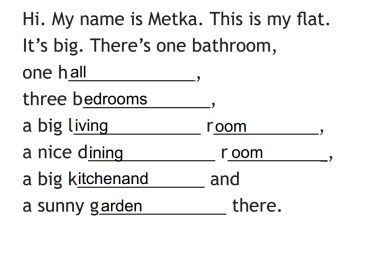 Hi. My name is Metka. This is my flat.
It's big. There's one bathroom,
one hall,
three bedrooms,
a big living room,
a nice dining room,
a big kitchenand and
a sunny garden there.